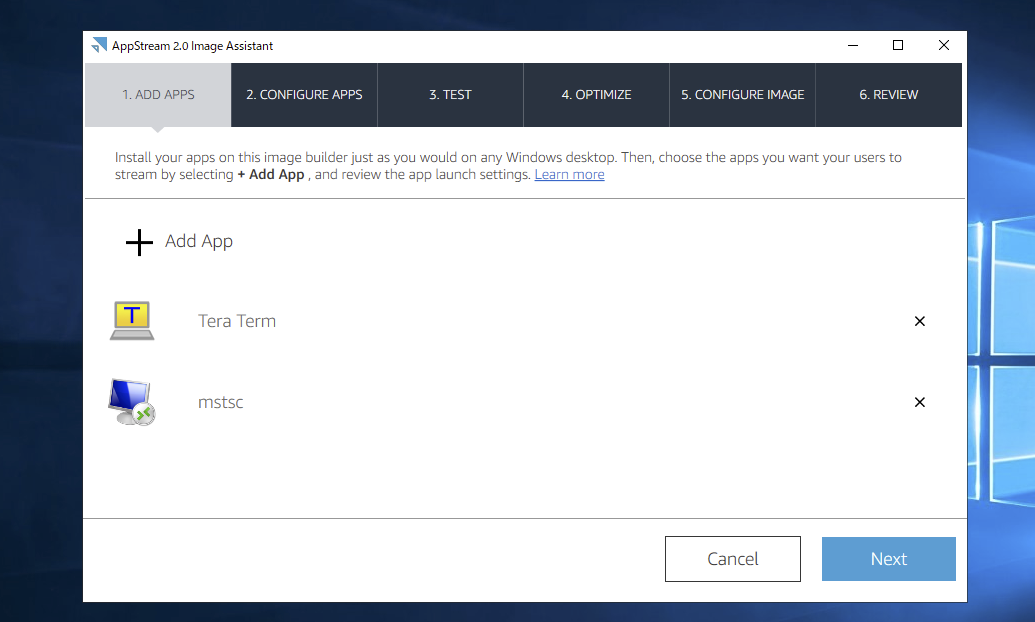 AppStream 2.0 Image Assistant
1. ADD APPS
2. CONFIGURE APPS
3. TEST
4. OPTIMIZE
5. CONFIGURE IMAGE
6. REVIEW
Install your apps on this image builder just as you would on any Windows desktop. Then, choose the apps you want your users to
stream by selecting + Add App , and review the app launch settings. Learn more
Add App
T
Tera Term
mstsc
Cancel
Next